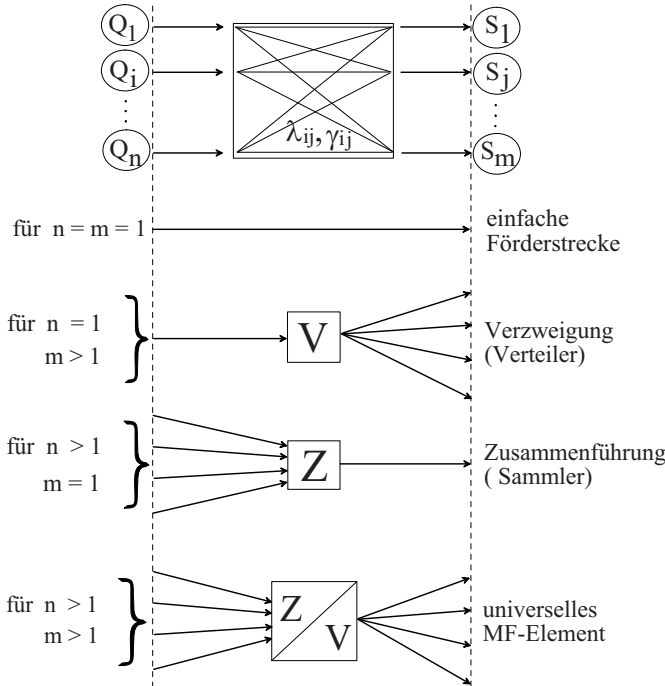 Q1 S1
Qi Sj
Qn Sm
λij, γij
für n = m = 1
einfache
Förderstrecke
für n = 1
m > 1
V
Verzweigung
(Verteiler)
für n > 1
m = 1
Z
Zusammenführung
( Sammler)
für n > 1
m > 1
Z
V
universelles
MF-Element